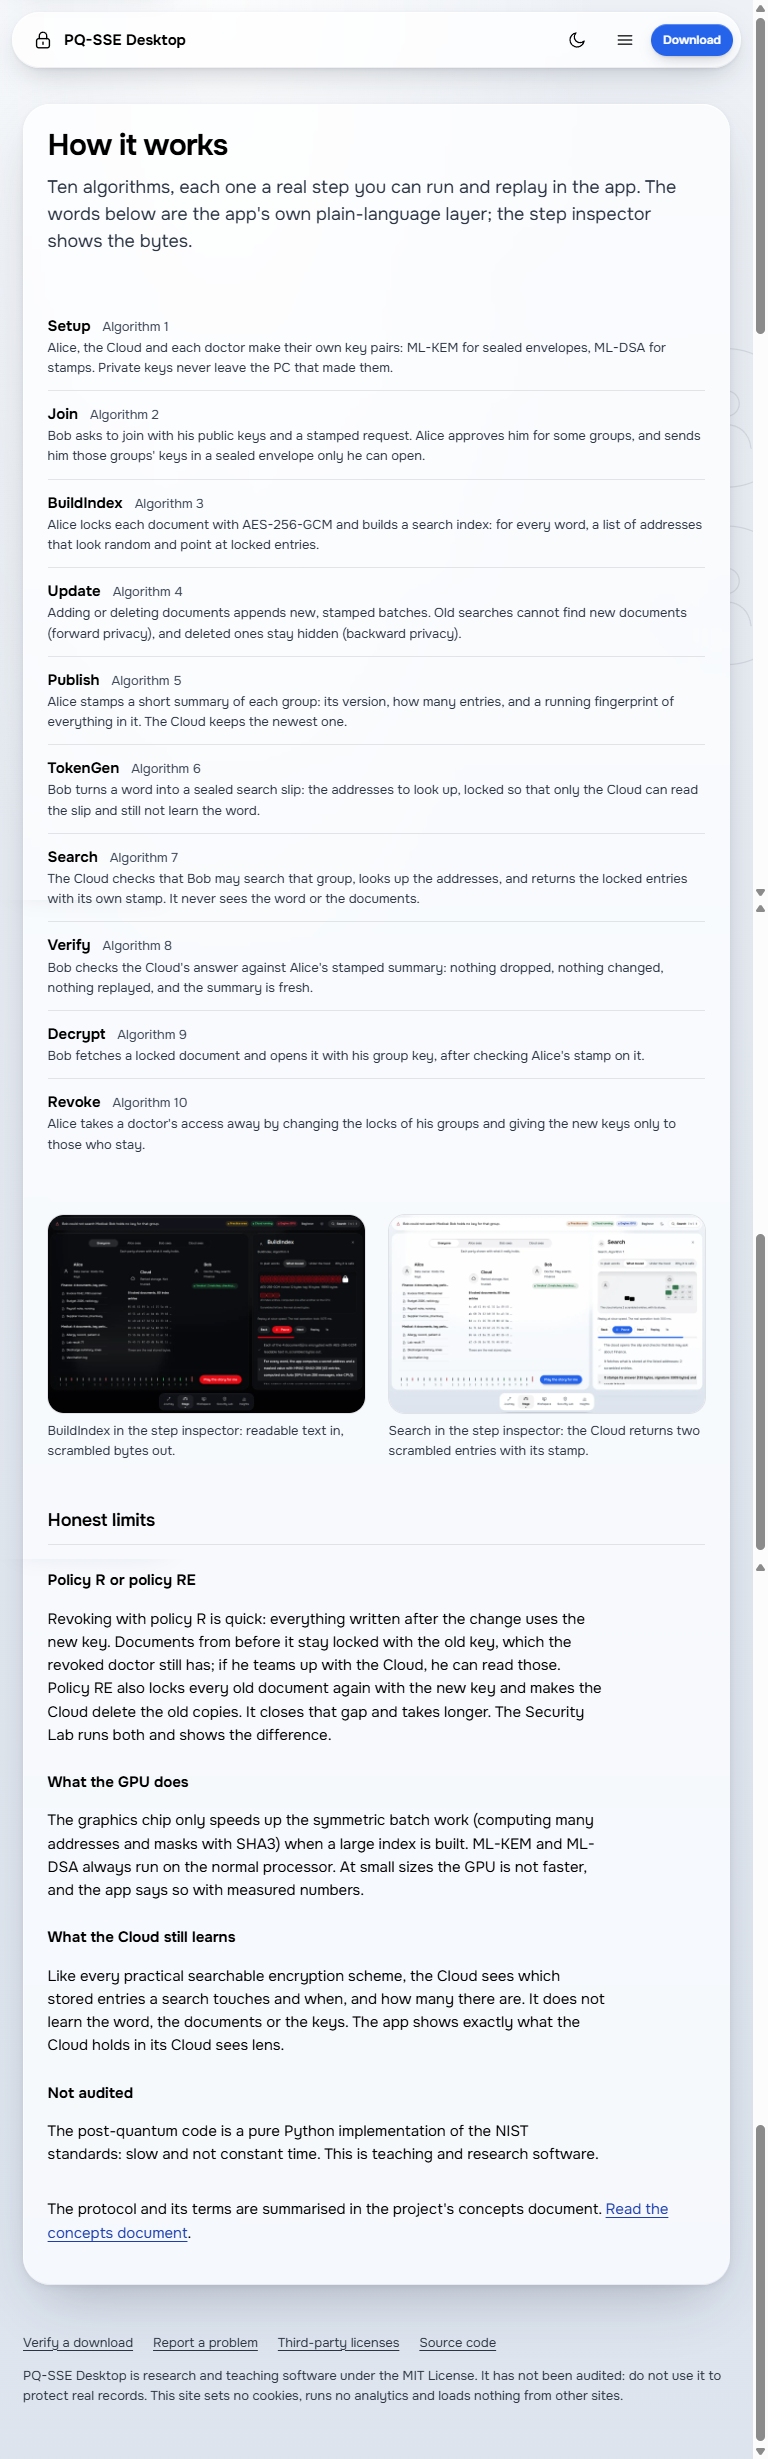 PQ-SSE Desktop
Download
How it works
Ten algorithms, each one a real step you can run and replay in the app. The
words below are the app's own plain-language layer; the step inspector
shows the bytes.
Setup Algorithm 1
Alice, the Cloud and each doctor make their own key pairs: ML-KEM for sealed envelopes, ML-DSA for
stamps. Private keys never leave the PC that made them.
Join Algorithm 2
Bob asks to join with his public keys and a stamped request. Alice approves him for some groups, and sends
him those groups' keys in a sealed envelope only he can open.
BuildIndex Algorithm 3
Alice locks each document with AES-256-GCM and builds a search index: for every word, a list of addresses
that look random and point at locked entries.
Update Algorithm 4
Adding or deleting documents appends new, stamped batches. Old searches cannot find new documents
(forward privacy), and deleted ones stay hidden (backward privacy).
Publish Algorithm 5
Alice stamps a short summary of each group: its version, how many entries, and a running fingerprint of
everything in it. The Cloud keeps the newest one.
TokenGen Algorithm 6
Bob turns a word into a sealed search slip: the addresses to look up, locked so that only the Cloud can read
the slip and still not learn the word.
Search Algorithm 7
The Cloud checks that Bob may search that group, looks up the addresses, and returns the locked entries
with its own stamp. It never sees the word or the documents.
Verify Algorithm 8
Bob checks the Cloud's answer against Alice's stamped summary: nothing dropped, nothing changed,
nothing replayed, and the summary is fresh.
Decrypt Algorithm 9
Bob fetches a locked document and opens it with his group key, after checking Alice's stamp on it.
Revoke Algorithm 10
Alice takes a doctor's access away by changing the locks of his groups and giving the new keys only to
those who stay.
BuildIndex
Alice
Bob
Cloud
Search
Alice
Bob
Cloud
BuildIndex in the step inspector: readable text in,
scrambled bytes out.
Search in the step inspector: the Cloud returns two
scrambled entries with its stamp.
Honest limits
Policy R or policy RE
Revoking with policy R is quick: everything written after the change uses the
new key. Documents from before it stay locked with the old key, which the
revoked doctor still has; if he teams up with the Cloud, he can read those.
Policy RE also locks every old document again with the new key and makes the
Cloud delete the old copies. It closes that gap and takes longer. The Security
Lab runs both and shows the difference.
What the GPU does
The graphics chip only speeds up the symmetric batch work (computing many
addresses and masks with SHA3) when a large index is built. ML-KEM and ML-
DSA always run on the normal processor. At small sizes the GPU is not faster,
and the app says so with measured numbers.
What the Cloud still learns
Like every practical searchable encryption scheme, the Cloud sees which
stored entries a search touches and when, and how many there are. It does not
learn the word, the documents or the keys. The app shows exactly what the
Cloud holds in its Cloud sees lens.
Not audited
The post-quantum code is a pure Python implementation of the NIST
standards: slow and not constant time. This is teaching and research software.
The protocol and its terms are summarised in the project's concepts document. Read the
concepts document.
Verify a download Report a problem Third-party licenses Source code
PQ-SSE Desktop is research and teaching software under the MIT License. It has not been audited: do not use it to
protect real records. This site sets no cookies, runs no analytics and loads nothing from other sites.